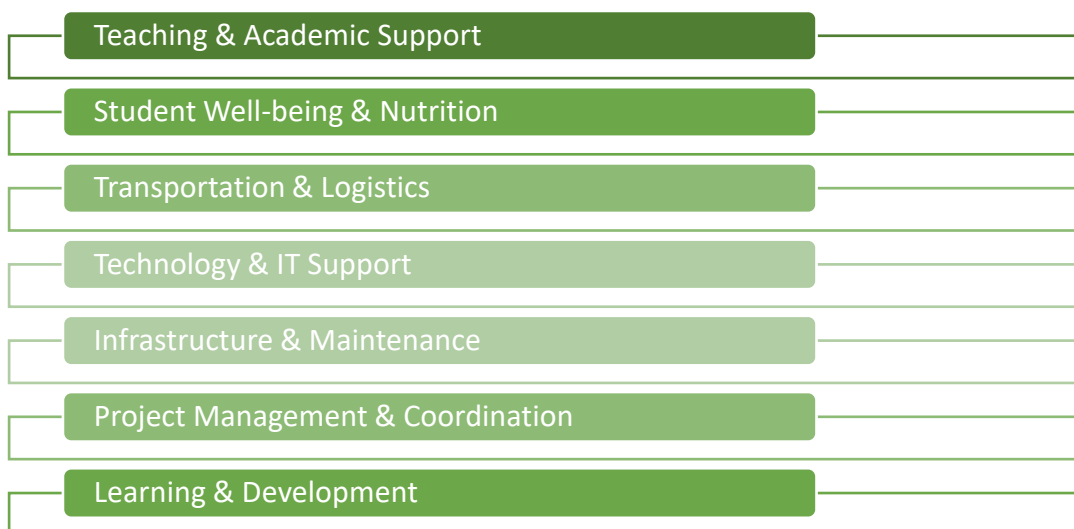 Teaching & Academic Support
Student Well-being & Nutrition
Transportation & Logistics
Technology & IT Support
Infrastructure & Maintenance
Project Management & Coordination
Learning & Development